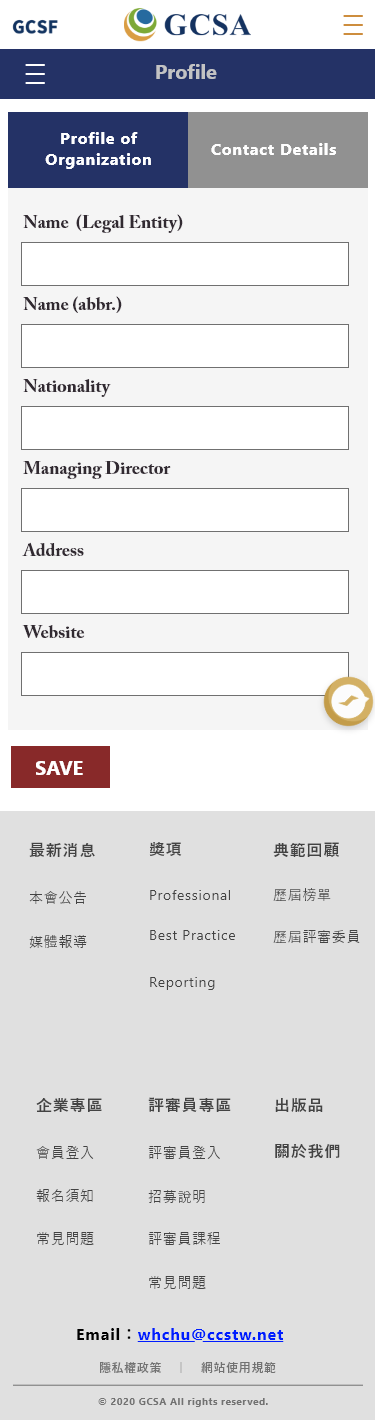 GCSF
GCSA
Profile
Profile of
Organization
Contact Details
Name (Legal Entity)
Name (abbr.)
Nationality
Managing Director
Address
Website
SAVE
最新消息
獎項
典範回顧
本會公告
Professional
歷屆榜單
媒體報導
Best Practice
歷屆評審委員
Reporting
企業專區
評審員專區
出版品
會員登入
評審員登入
關於我們
報名須知
招募說明
常見問題
評審員課程
常見問題
Email：whchu@ccstw.net
隱私權政策 | 網站使用規範
© 2020 GCSA All rights reserved.